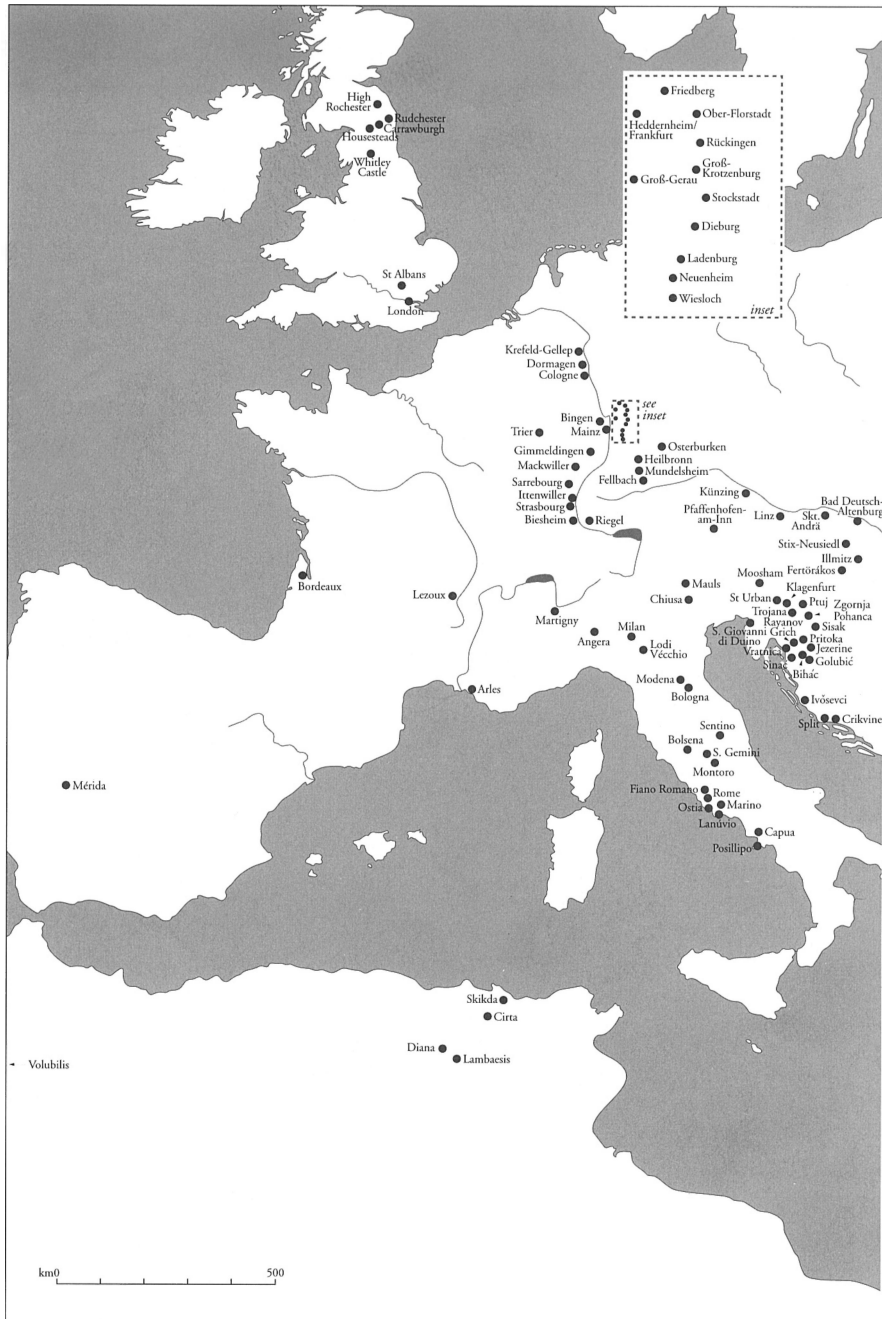 High
Rochester
Rudchester
Carrawburgh
Housesteads
Whitley
Castle
St Albans
London
Friedberg
Heddernheim/
Frankfurt
Ober-Florstadt
Rückingen
Groß-
Krotzenburg
Groß-Gerau
Stockstadt
Dieburg
Ladenburg
Neuenheim
Wiesloch
inset
Krefeld-Gellep
Dormagen
Cologne
see
inset
Bingen
Mainz
Trier
Gimmeldingen
Mackwiller
Sarrebourg
Ittenwiller
Strasbourg
Biesheim
Riegel
Osterburken
Heilbronn
Mundelsheim
Fellbach
Künzing
Pfaffenhofen-
am-Inn
Linz
Skt.
Andrä
Bad Deutsch-
Altenburg
Stix-Neusiedl
Illmitz
Fertörákos
Mauls
Chiusa
Moosham
Klagenfurt
St Urban
Ptuj
Zgornja
Pohanca
Trojana
Rayanov
Grich
Sisak
S. Giovanni
di Duino
Pritoka
Vratnica
Jezerine
Sinac
Golubić
Bihać
Ivősevci
Split
Crikvine
Bordeaux
Lezoux
Martigny
Angera
Milan
Lodi
Vécchio
Modena
Bologna
Arles
Sentino
Bolsena
S. Gemini
Montoro
Fiano Romano
Rome
Ostia
Marino
Lanúvio
Capua
Posillipo
Mérida
Skikda
Cirta
Diana
Lambaesis
Volubilis
km0 500